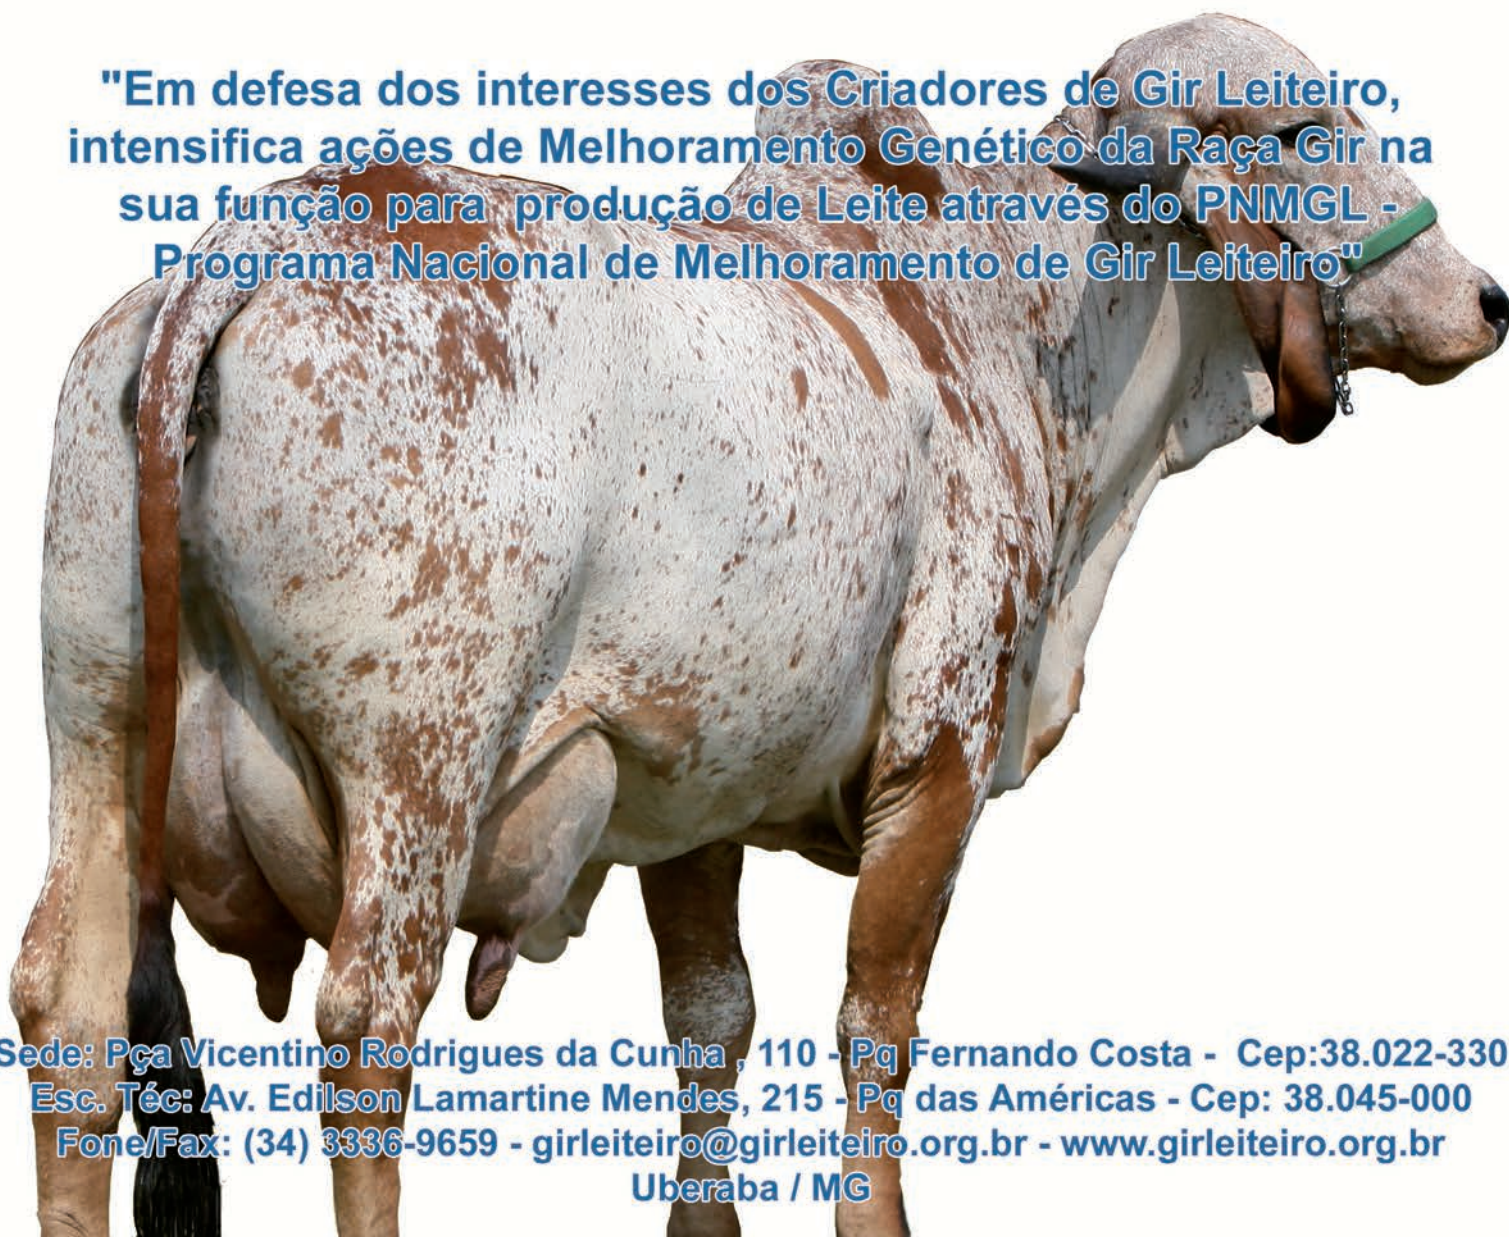 "Em defesa dos interesses dos Criadores de Gir Leiteiro,
intensifica ações de Melhoramento Genético da Raça Gir na
sua função para produção de Leite através do PNMGL -
Programa Nacional de Melhoramento de Gir Leiteiro"
Sede: Pça Vicentino Rodrigues da Cunha , 110 - Pq Fernando Costa - Cep:38.022-330
Esc. Téc: Av. Edilson Lamartine Mendes, 215 - Pq das Américas - Cep: 38.045-000
Fone/Fax: (34) 3336-9659 - girleiteiro@girleiteiro.org.br - www.girleiteiro.org.br
Uberaba / MG